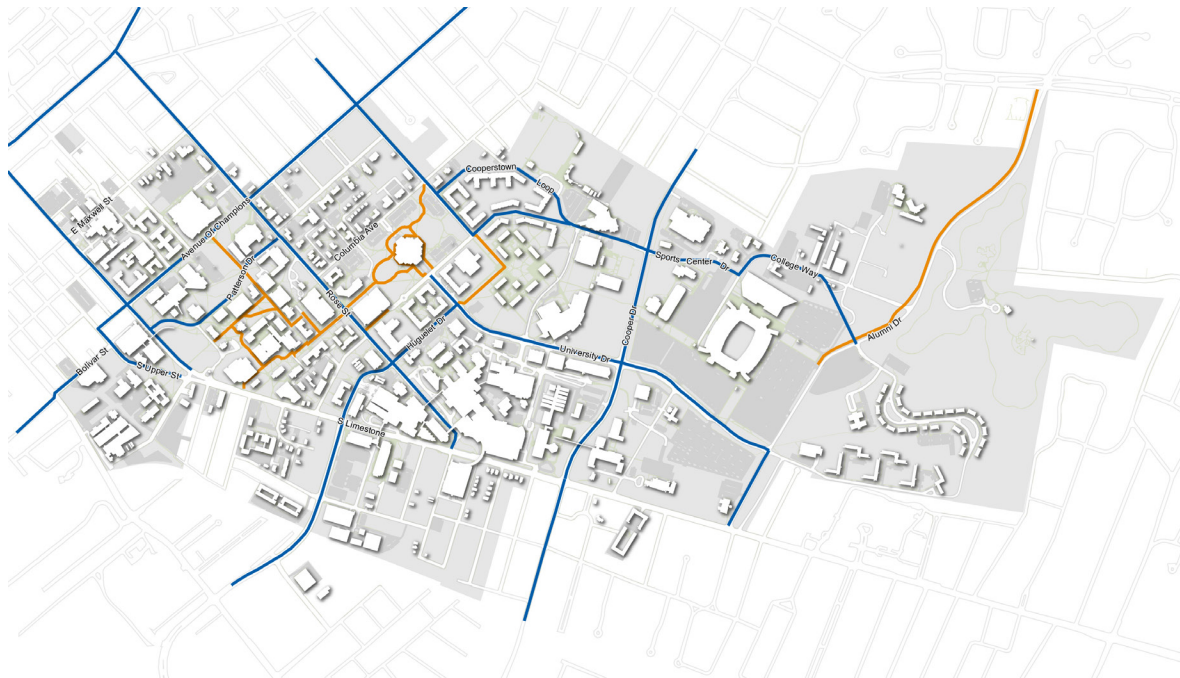 Cooperstown
Loop
E Maxwell St
Avenue Of Champions
Columbia Ave
Patterson Dr
Sports Center Dr
College Way
Rose St
Huguelet Dr
Cooper Dr
Alumni Dr
University Dr
Bolivar St
S Upper St
S Limestone